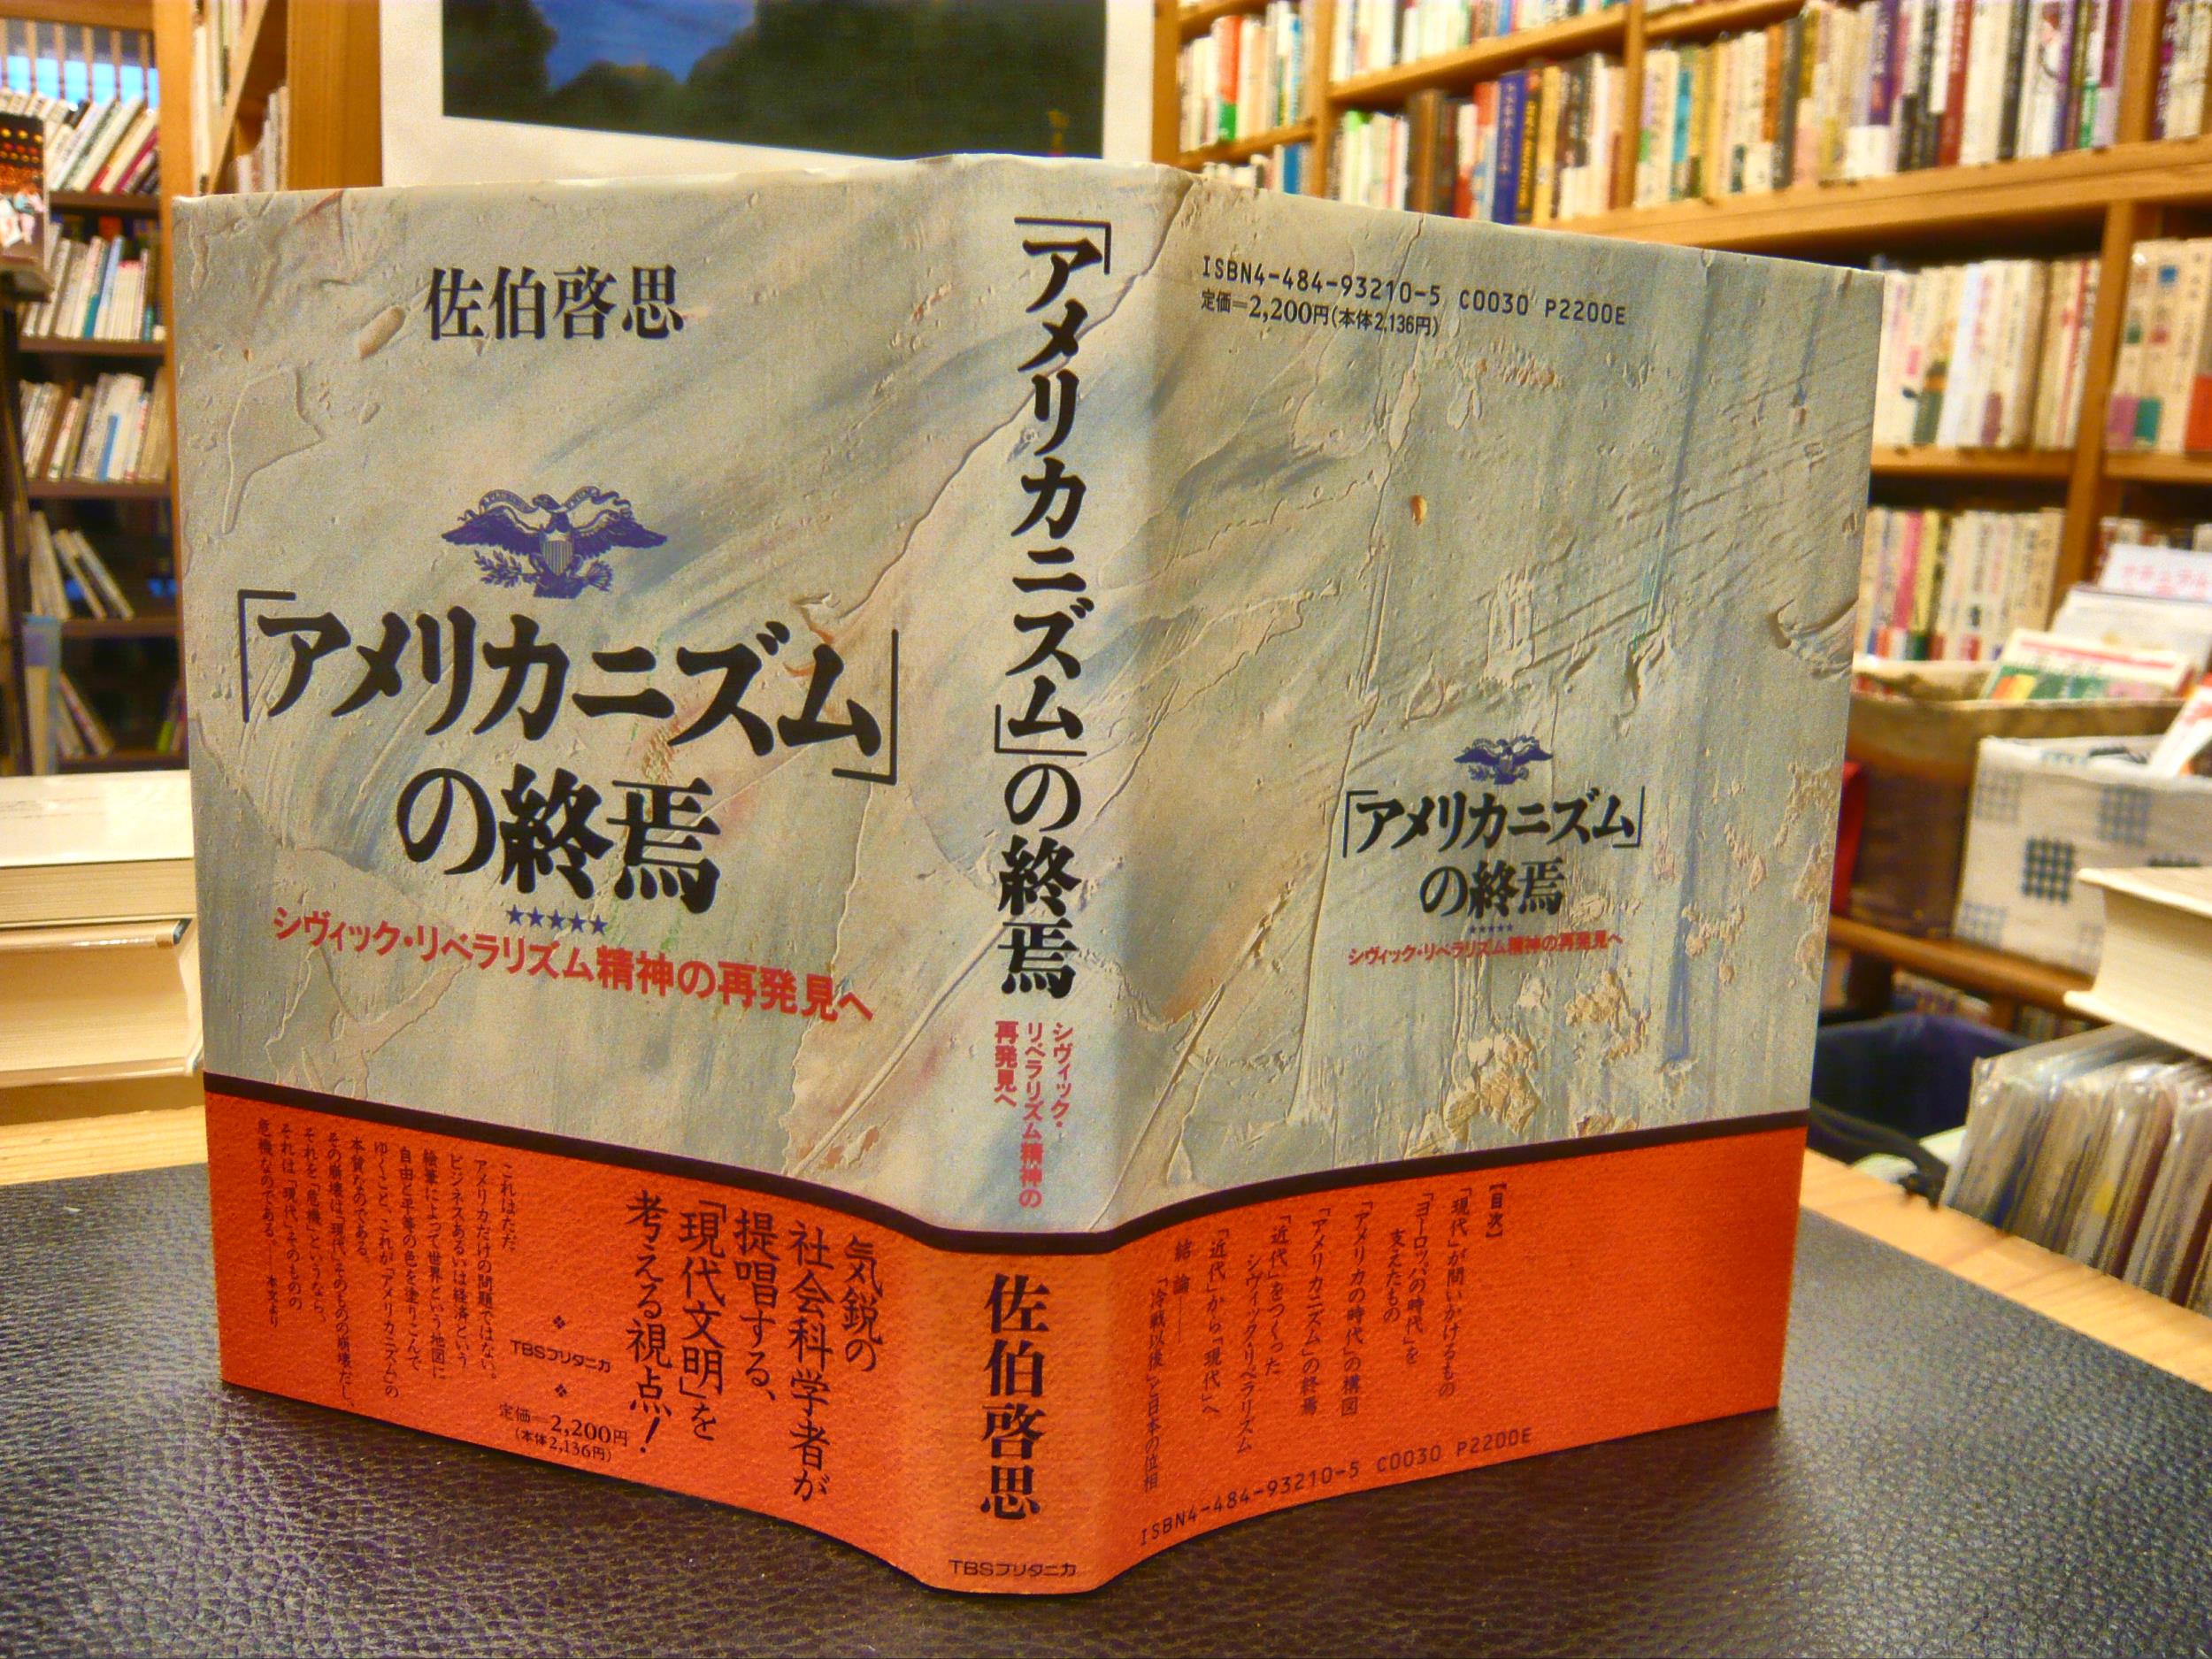 佐伯啓思
「アメリカニズム」
の終焉
★★★★★
シヴィック・リベラリズム精神の再発見へ
気鋭の
社会科学者が
提唱する、
「現代文明」を
考える視点!
これはただ
アメリカだけの問題ではない。
ビジネスあるいは経済という
絵筆によって世界という地図に
自由と平等の色を塗りこんで
ゆくこと、これが「アメリカニズム」の
本質なのである。
その崩壊は「現代」そのものの崩壊だし、
それを「危機」というなら、
それは「現代」そのものの
危機なのである。——本文より
TBSブリタニカ
定価=2,200円
(本体2,136円)
「アメリカニズム」の終焉
シヴィック・
リベラリズム精神の
再発見へ
佐伯啓思
TBSブリタニカ
ISBN4-484-93210-5 C0030 P2200E
定価=2,200円(本体2,136円)
「アメリカニズム」
の終焉
★★★★★
シヴィック・リベラリズム精神の再発見へ
【目次】
「現代」が問いかけるもの
「ヨーロッパの時代」を
支えたもの
「アメリカの時代」の構図
「アメリカニズム」の終焉
「近代」をつくった
シヴィックリベラリズム
「近代」から「現代」へ
結論——
「冷戦以後」と日本の位相
ISBN4-484-93210-5 C0030 P2200E